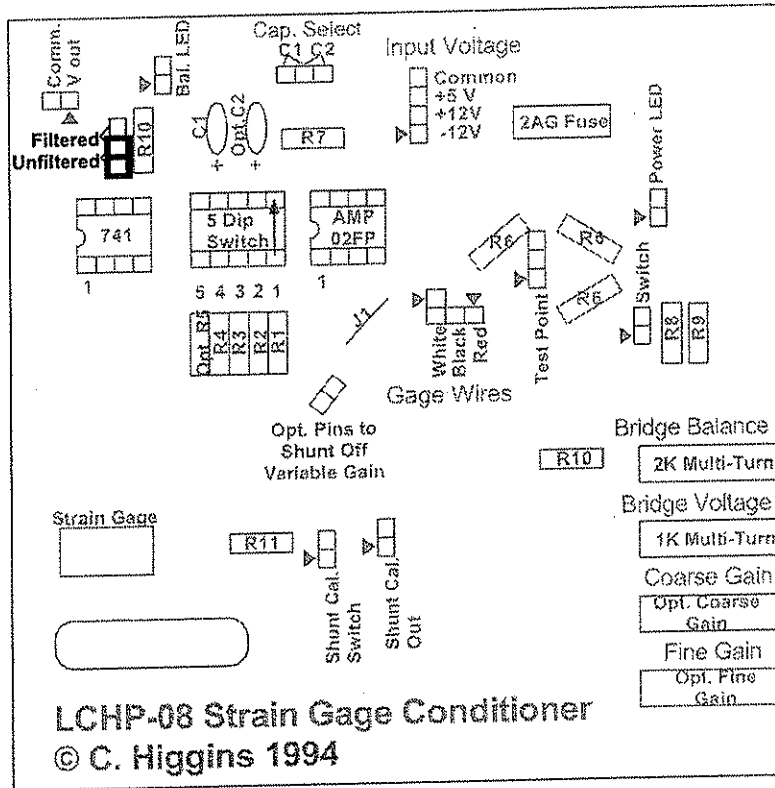 Comm.
V out
Bal. LED
Cap. Select
C1 C2
Input Voltage
Common
+5 V
+12V
-12V
2AG Fuse
Power LED
Filtered
Unfiltered
R10
C1
+
Opt. C2
+
R7
741
1
5 Dip
Switch
AMP
02FP
1
5 4 3 2 1
Opt. R5
R4
R3
R2
R1
J1
R6
R6
R6
Test Point
Switch
R8
R9
White
Black
Red
Gage Wires
Opt. Pins to
Shunt Off
Variable Gain
R10
Bridge Balance
2K Multi-Turn
Bridge Voltage
1K Multi-Turn
Coarse Gain
Opt. Coarse
Gain
Fine Gain
Opt. Fine
Gain
Strain Gage
R11
Shunt Cal.
Switch
Shunt Cal.
Out
LCHP-08 Strain Gage Conditioner
© C. Higgins 1994